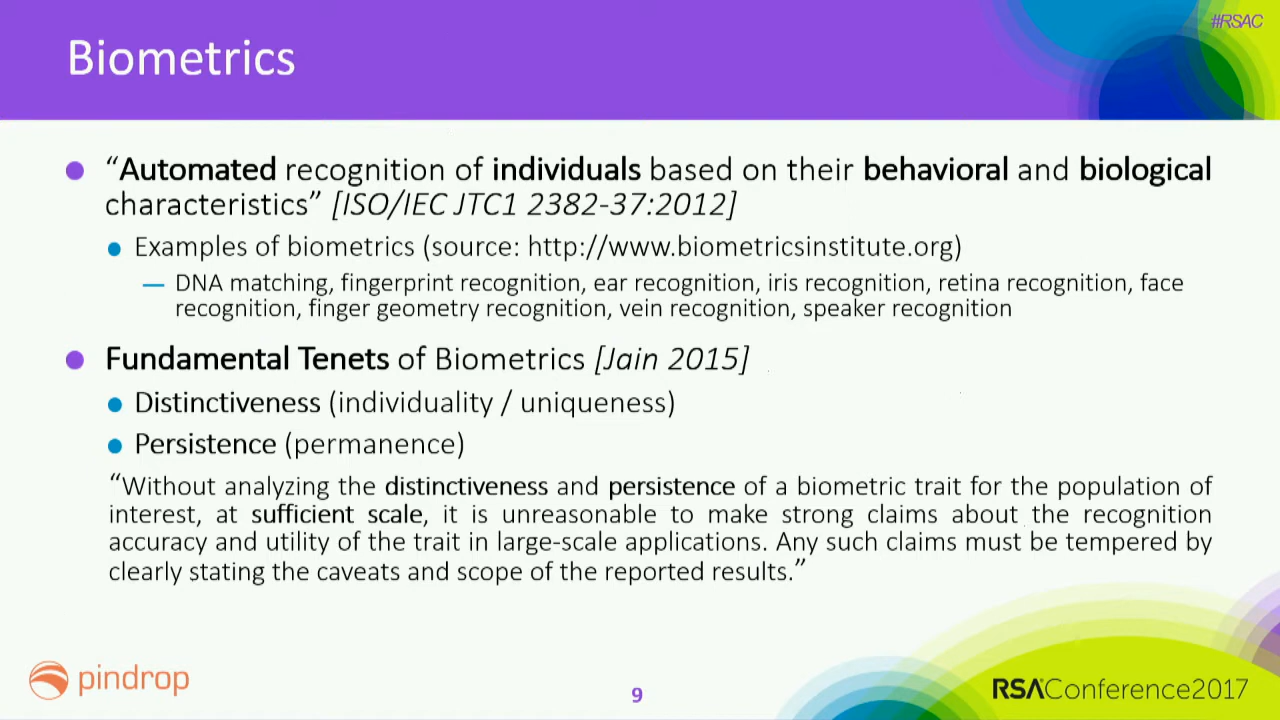 #RSAC
Biometrics
“Automated recognition of individuals based on their behavioral and biological
characteristics” [ISO/IEC JTC1 2382-37:2012]
Examples of biometrics (source: http://www.biometricsinstitute.org)
— DNA matching, fingerprint recognition, ear recognition, iris recognition, retina recognition, face
recognition, finger geometry recognition, vein recognition, speaker recognition
Fundamental Tenets of Biometrics [Jain 2015]
Distinctiveness (individuality / uniqueness)
Persistence (permanence)
“Without analyzing the distinctiveness and persistence of a biometric trait for the population of
interest, at sufficient scale, it is unreasonable to make strong claims about the recognition
accuracy and utility of the trait in large-scale applications. Any such claims must be tempered by
clearly stating the caveats and scope of the reported results.”
pindrop
9
RSAConference2017